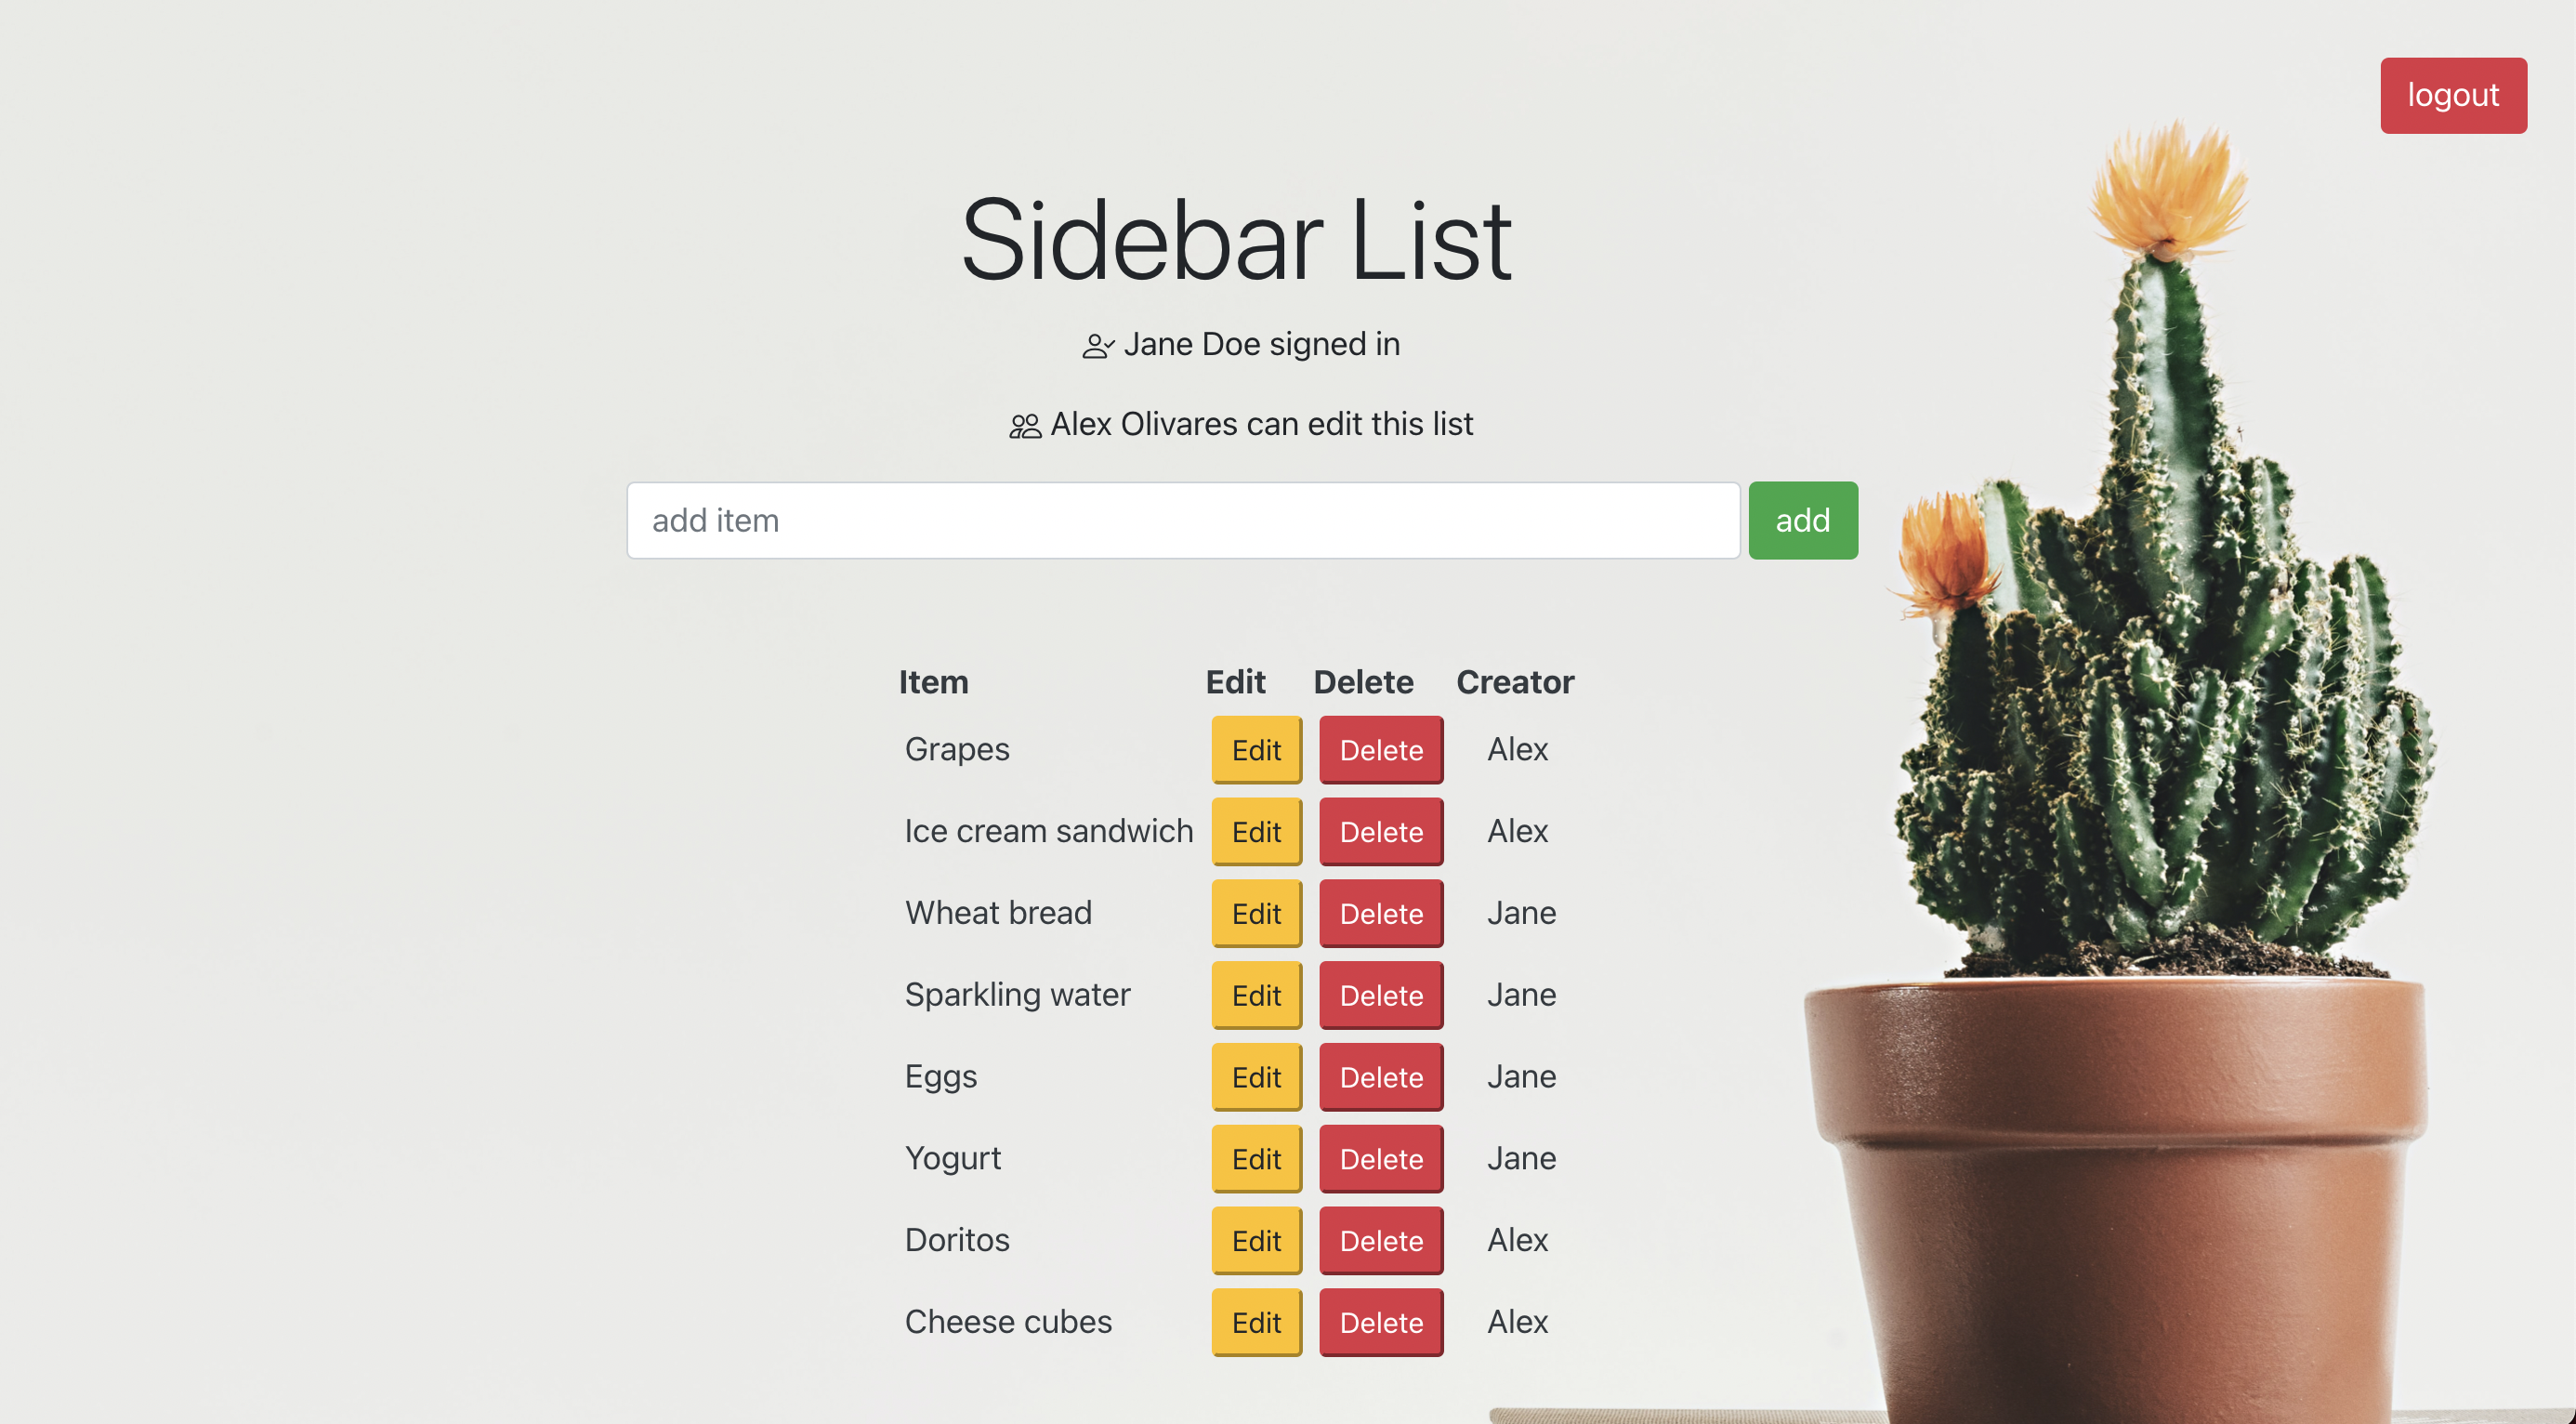 logout
Sidebar List
Jane Doe signed in
Alex Olivares can edit this list
add item add
Item Edit Delete Creator
Grapes Edit Delete Alex
Ice cream sandwich Edit Delete Alex
Wheat bread Edit Delete Jane
Sparkling water Edit Delete Jane
Eggs Edit Delete Jane
Yogurt Edit Delete Jane
Doritos Edit Delete Alex
Cheese cubes Edit Delete Alex